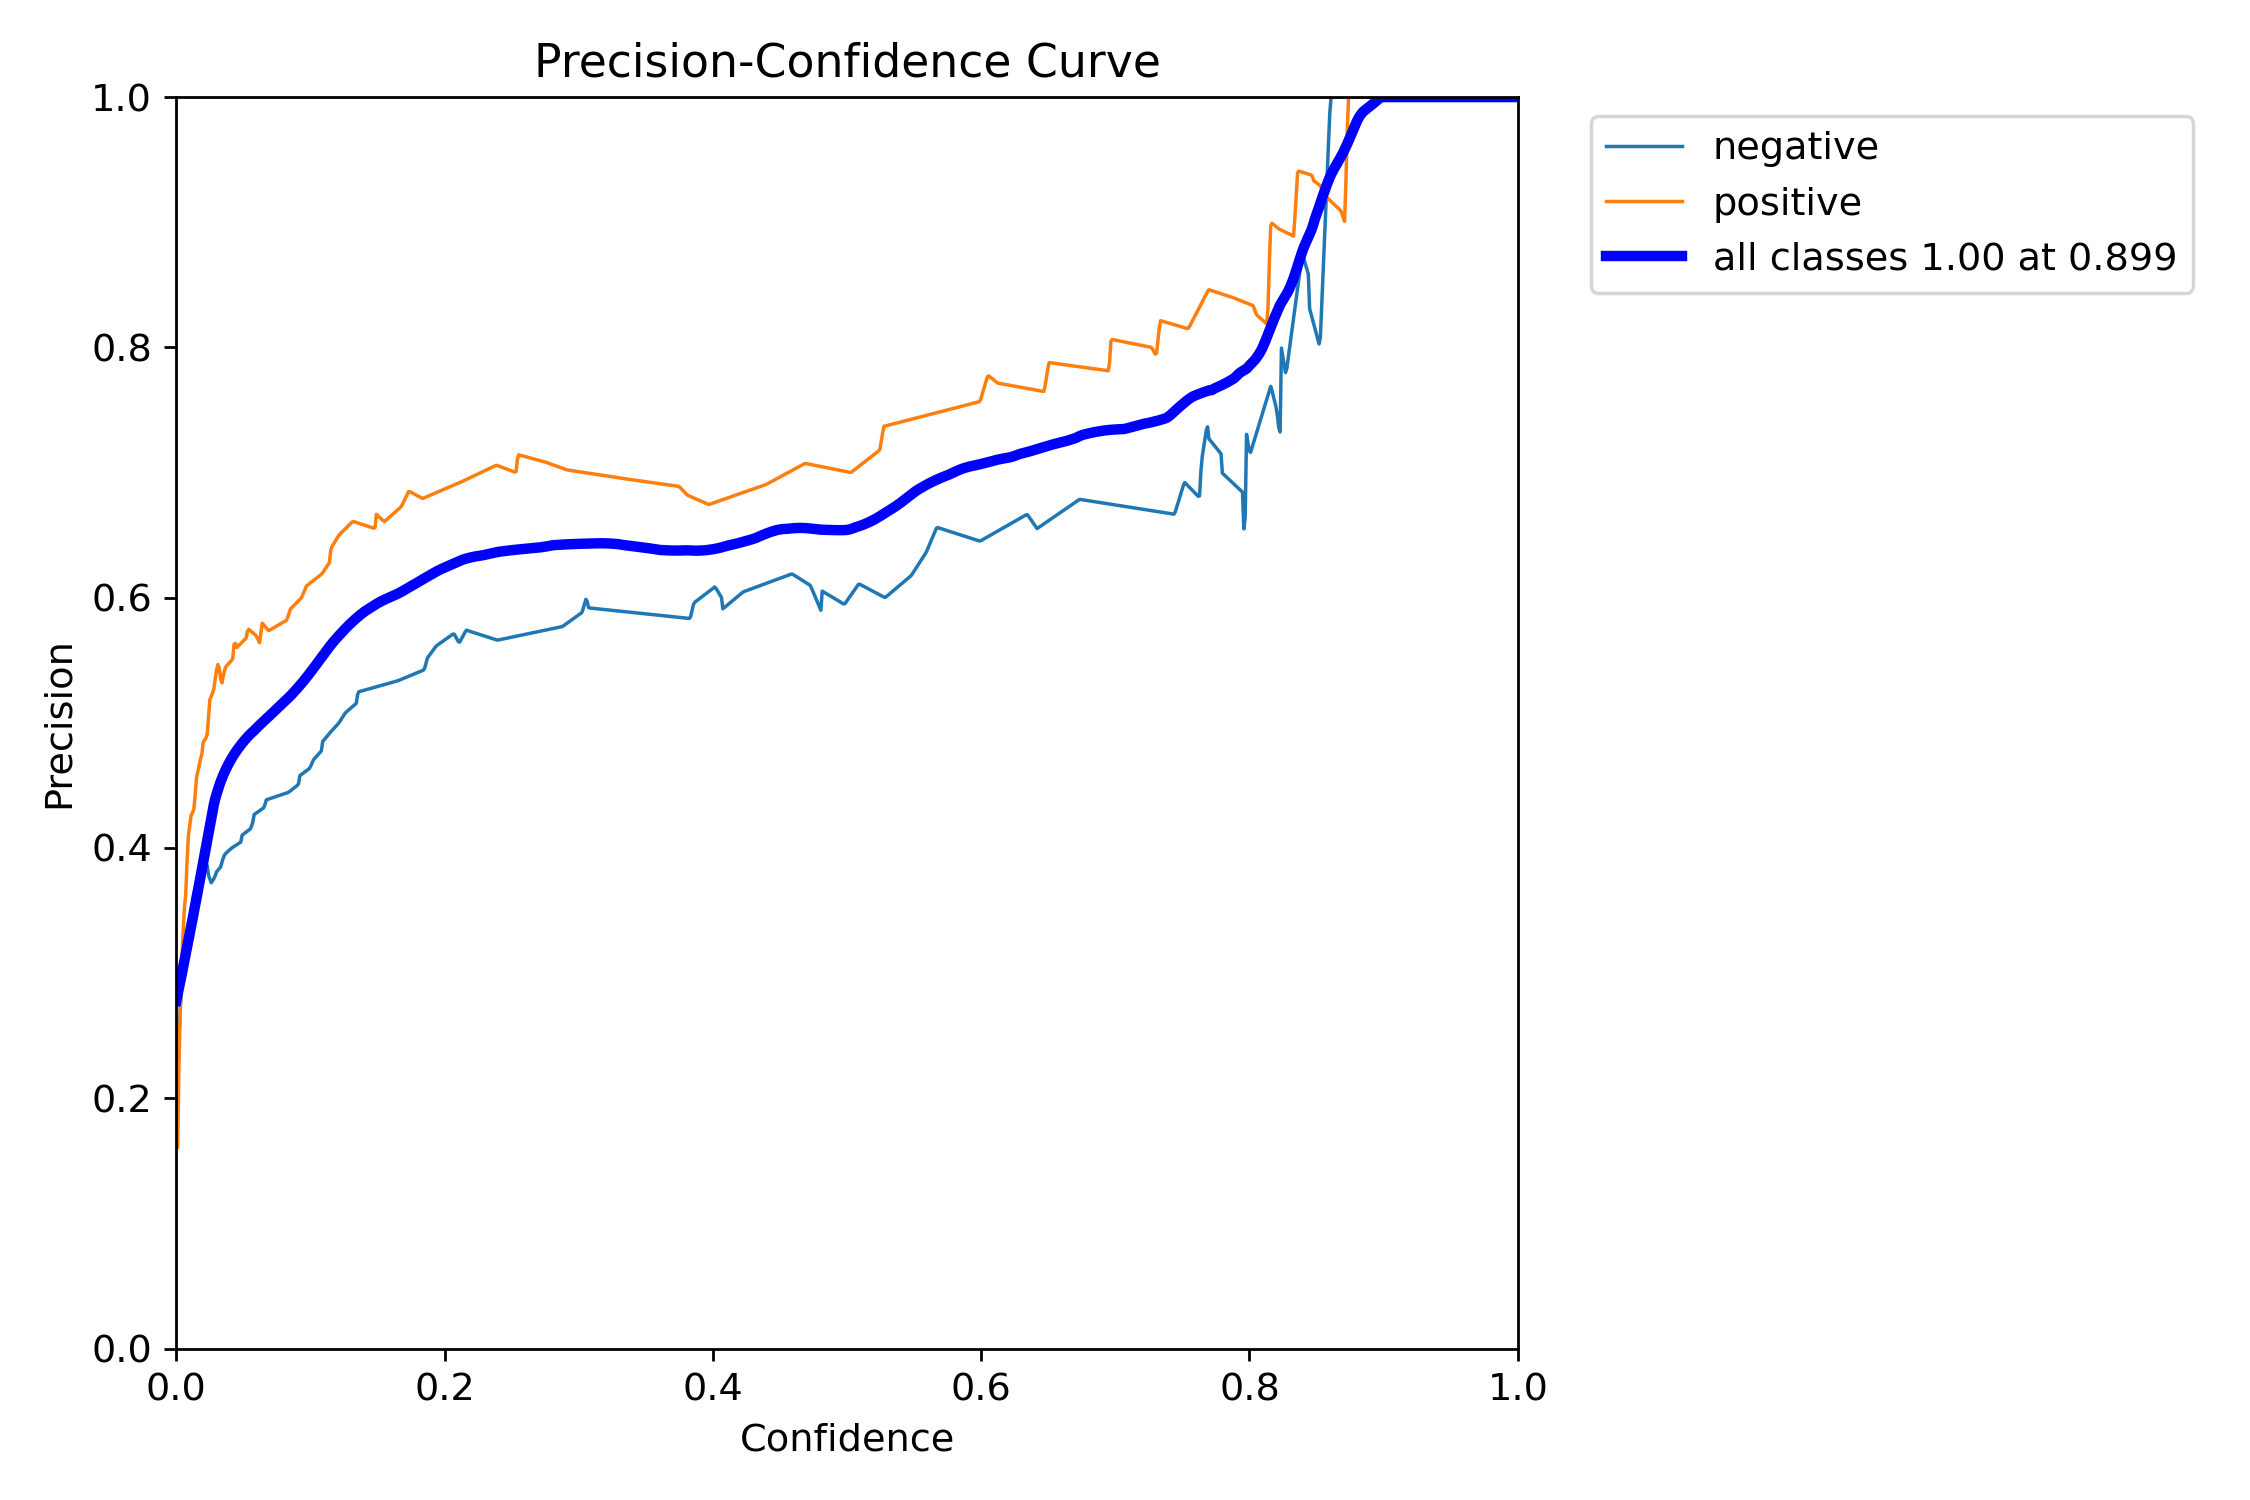 Precision-Confidence Curve
1.0
0.8
0.6
0.4
0.2
0.0
Precision
0.0 0.2 0.4 0.6 0.8 1.0
Confidence
negative
positive
all classes 1.00 at 0.899